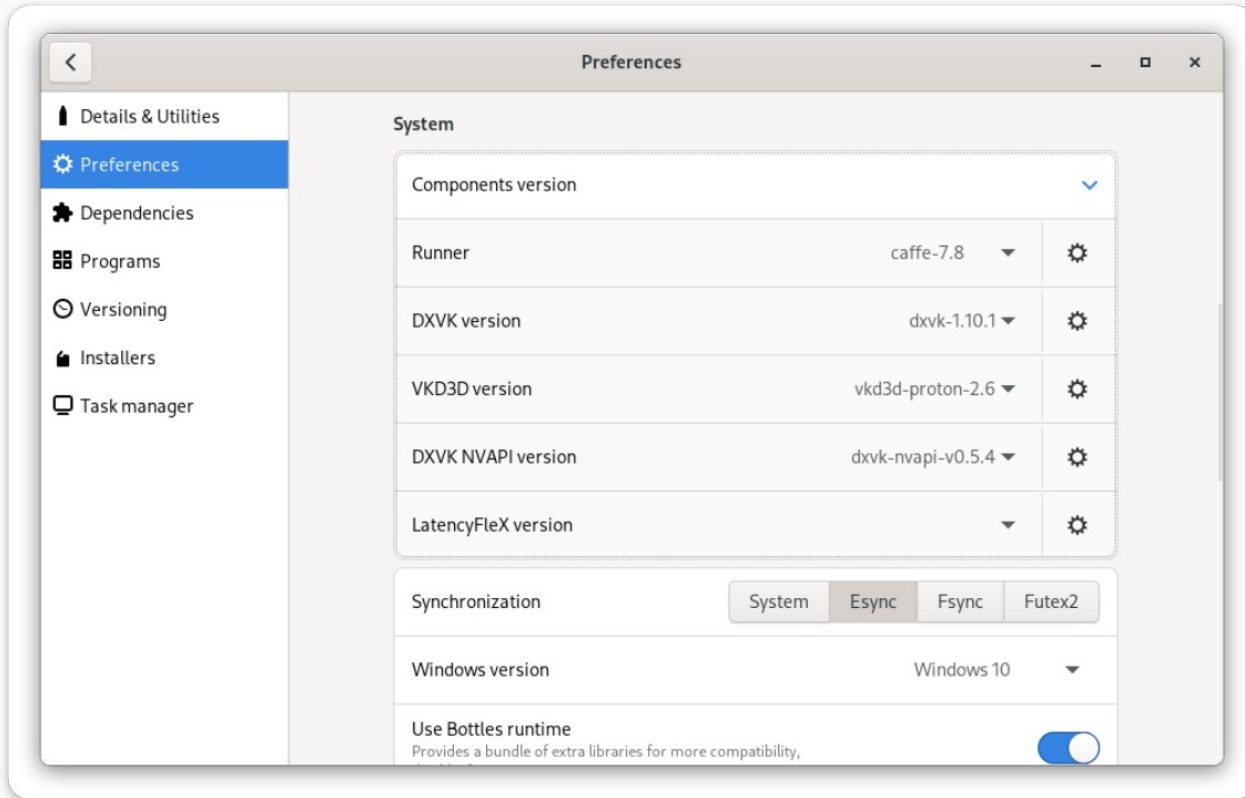 Preferences
Details & Utilities
Preferences
Dependencies
Programs
Versioning
Installers
Task manager
System
Components version
Runner caffe-7.8
DXVK version dxvk-1.10.1
VKD3D version vkd3d-proton-2.6
DXVK NVAPI version dxvk-nvapi-v0.5.4
LatencyFleX version
Synchronization System Esync Fsync Futex2
Windows version Windows 10
Use Bottles runtime
Provides a bundle of extra libraries for more compatibility,